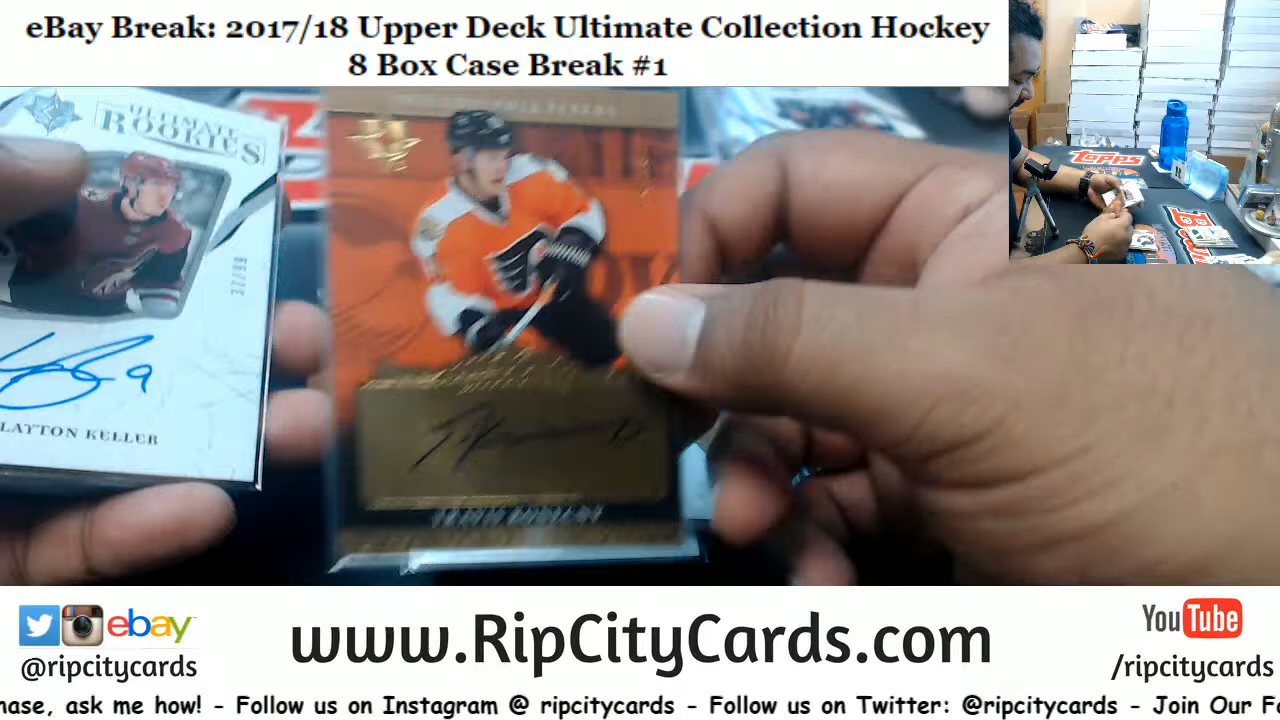 eBay Break: 2017/18 Upper Deck Ultimate Collection Hockey
8 Box Case Break #1
ULTIMATE
ROOKIES
LAYTON KELLER
9
topps
ebay
@ripcitycards
www.RipCityCards.com
YouTube
/ripcitycards
hase, ask me how! - Follow us on Instagram @ ripcitycards - Follow us on Twitter: @ripcitycards - Join Our Fa